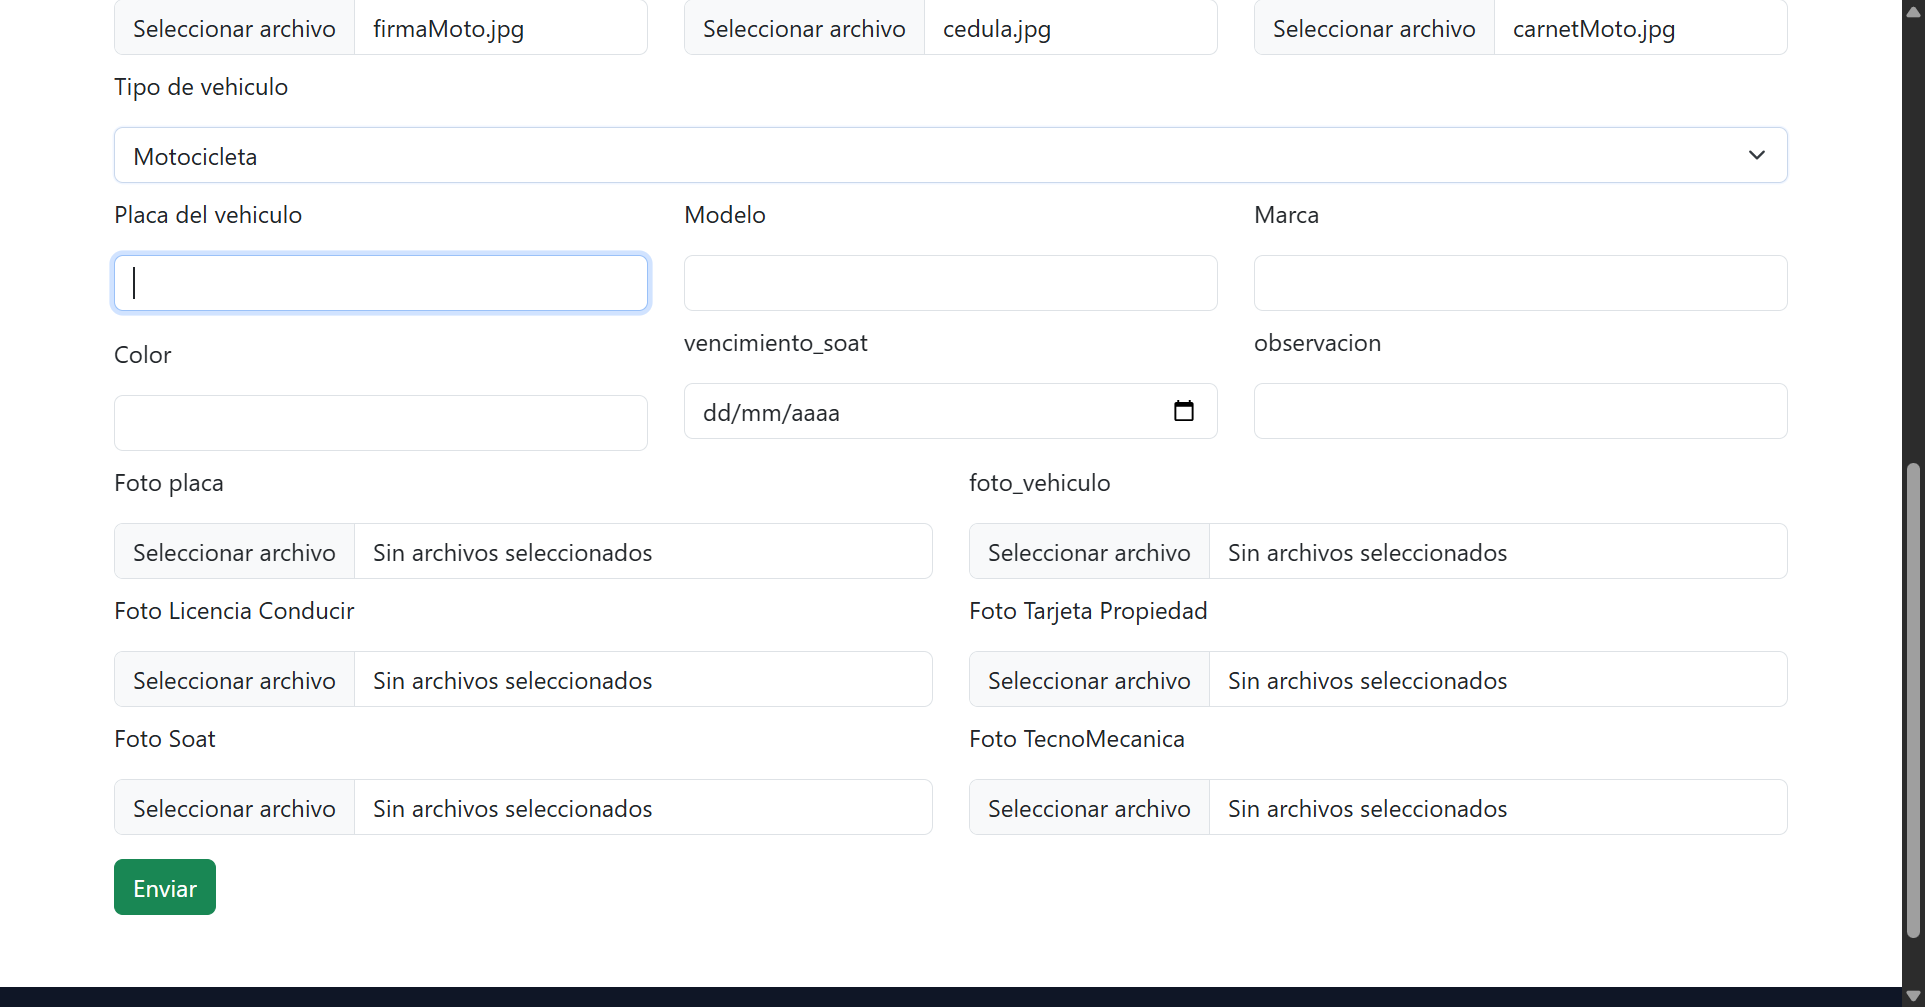 Seleccionar archivo firmaMoto.jpg Seleccionar archivo cedula.jpg Seleccionar archivo carnetMoto.jpg
Tipo de vehiculo
Motocicleta
Placa del vehiculo Modelo Marca
Color vencimiento_soat observacion
dd/mm/aaaa
Foto placa foto_vehiculo
Seleccionar archivo Sin archivos seleccionados Seleccionar archivo Sin archivos seleccionados
Foto Licencia Conducir Foto Tarjeta Propiedad
Seleccionar archivo Sin archivos seleccionados Seleccionar archivo Sin archivos seleccionados
Foto Soat Foto TecnoMecanica
Seleccionar archivo Sin archivos seleccionados Seleccionar archivo Sin archivos seleccionados
Enviar